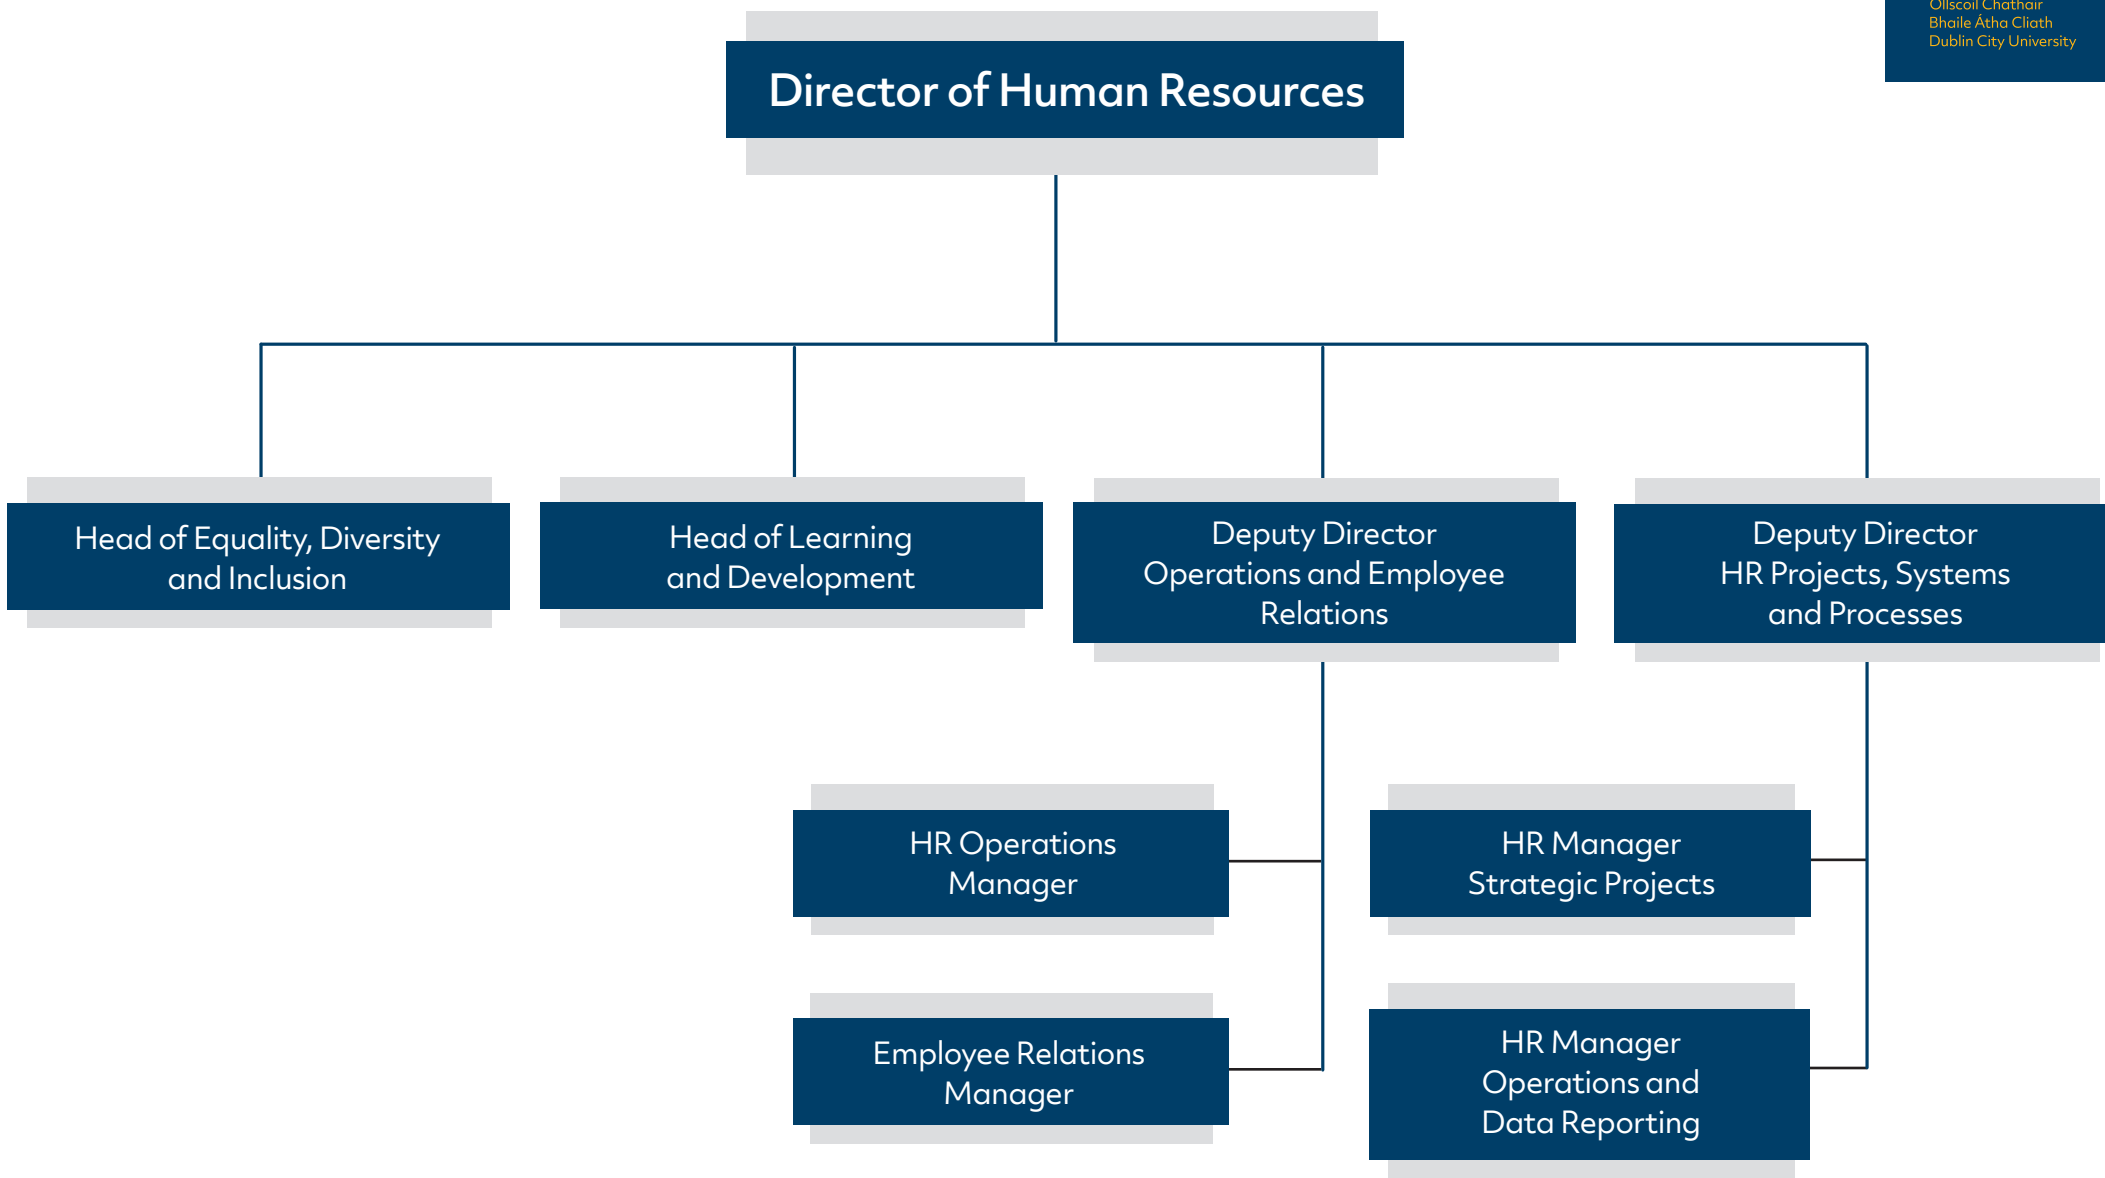 Ollscoil Chathair
Bhaile Átha Cliath
Dublin City University
Director of Human Resources
Head of Equality, Diversity
and Inclusion
Head of Learning
and Development
Deputy Director
Operations and Employee
Relations
Deputy Director
HR Projects, Systems
and Processes
HR Operations
Manager
HR Manager
Strategic Projects
Employee Relations
Manager
HR Manager
Operations and
Data Reporting